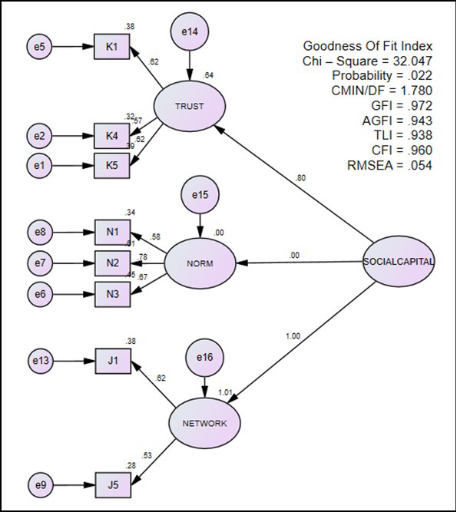 Goodness Of Fit Index
Chi – Square = 32.047
Probability = .022
CMIN/DF = 1.780
GFI = .972
AGFI = .943
TLI = .938
CFI = .960
RMSEA = .054
.38
e5
K1
e14
.62
.64
TRUST
.32
.57
e2
K4
.62
.39
e1
K5
.80
e15
.34
.00
e8
N1
.58
.61
e7
N2
.78
NORM
.00
SOCIALCAPITAL
.45
.67
e6
N3
.38
e16
1.00
e13
J1
.62
1.01
NETWORK
.53
.28
e9
J5